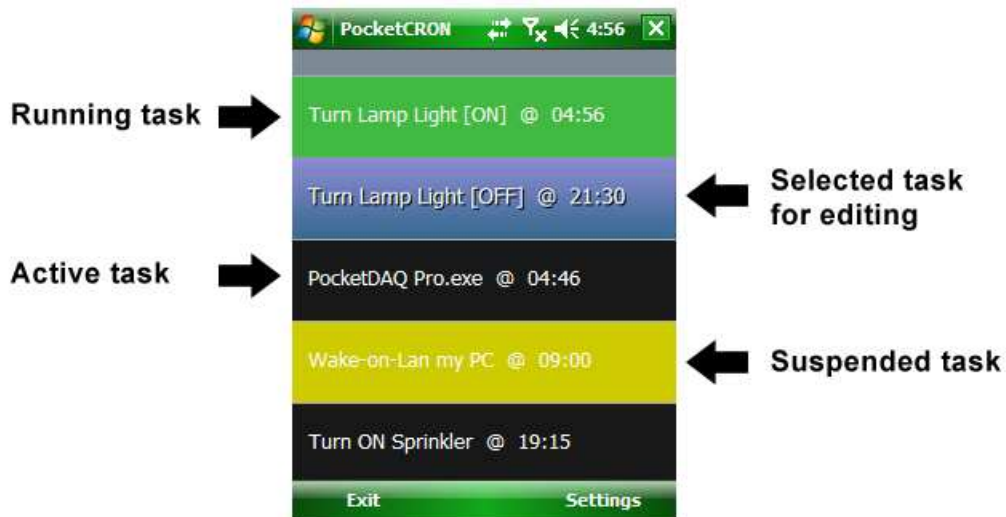 PocketCRON 4:56
Running task
Turn Lamp Light [ON] @ 04:56
Turn Lamp Light [OFF] @ 21:30
Selected task
for editing
Active task
PocketDAQ Pro.exe @ 04:46
Wake-on-Lan my PC @ 09:00
Suspended task
Turn ON Sprinkler @ 19:15
Exit Settings